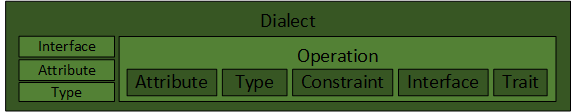 Dialect
Interface
Attribute
Type
Operation
Attribute Type Constraint Interface Trait